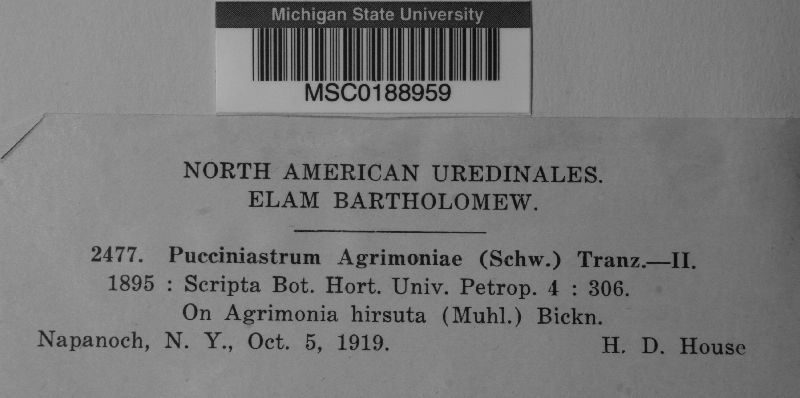 Michigan State University
MSC0188959
NORTH AMERICAN UREDINALES.
ELAM BARTHOLOMEW.
2477. Pucciniastrum Agrimoniae (Schw.) Tranz.—II.
1895 : Scripta Bot. Hort. Univ. Petrop. 4 : 306.
On Agrimonia hirsuta (Muhl.) Bickn.
Napanoch, N. Y., Oct. 5, 1919. H. D. House